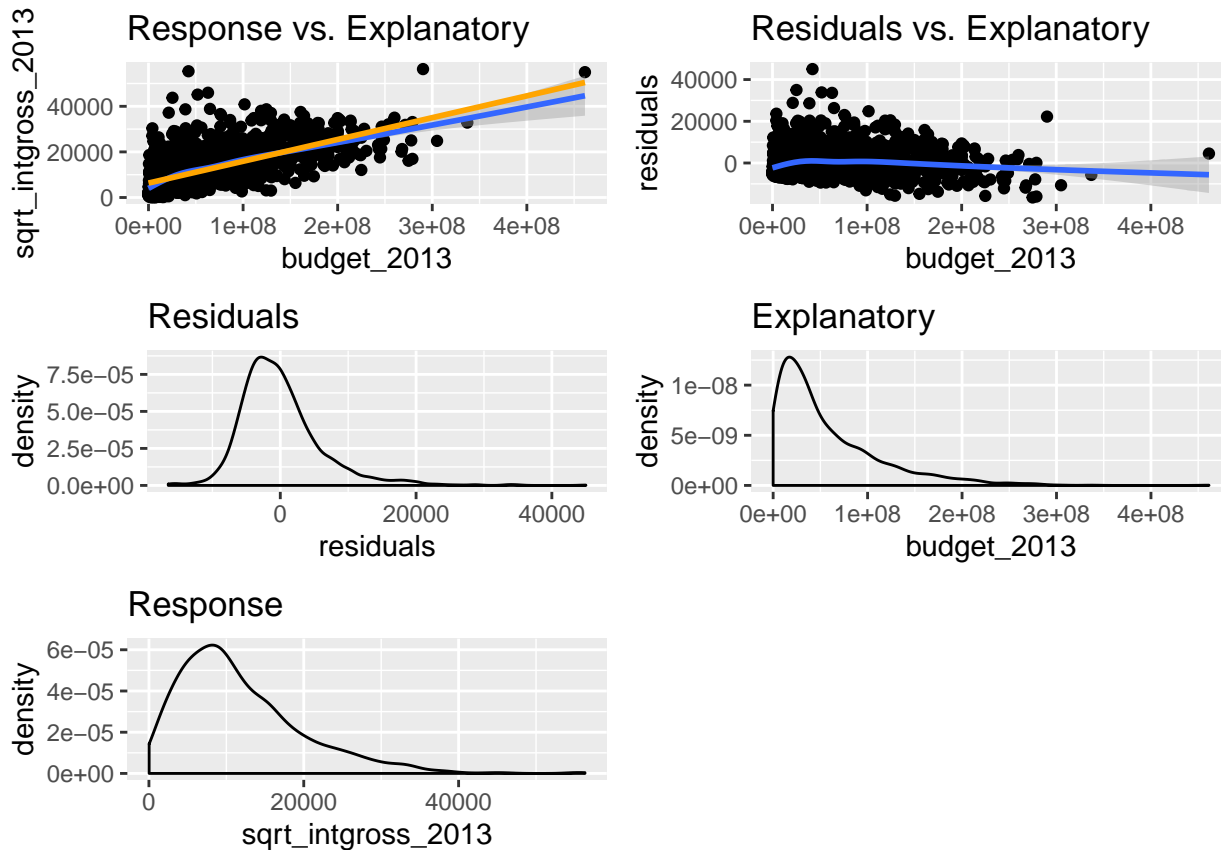 Response vs. Explanatory
sqrt_intgross_2013
40000
20000
0
0e+00 1e+08 2e+08 3e+08 4e+08
budget_2013
Residuals vs. Explanatory
residuals
40000
20000
0
0e+00 1e+08 2e+08 3e+08 4e+08
budget_2013
Residuals
density
7.5e−05
5.0e−05
2.5e−05
0.0e+00
0 20000 40000
residuals
Explanatory
density
1e−08
5e−09
0e+00
0e+00 1e+08 2e+08 3e+08 4e+08
budget_2013
Response
density
6e−05
4e−05
2e−05
0e+00
0 20000 40000
sqrt_intgross_2013